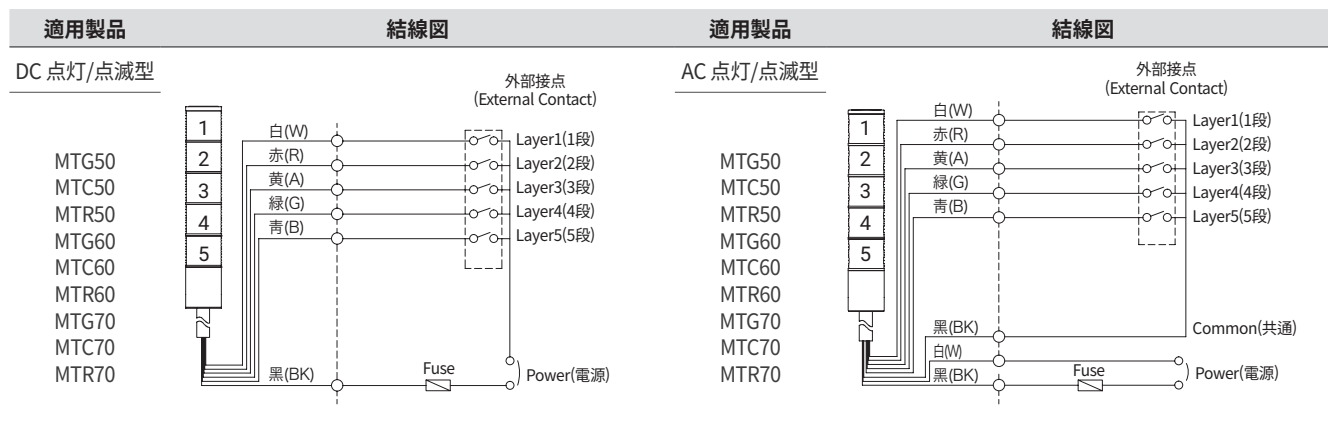 適用製品 結線図 適用製品 結線図
DC 点灯/点滅型
MTG50
MTC50
MTR50
MTG60
MTC60
MTR60
MTG70
MTC70
MTR70
外部接点
(External Contact)
1
2
3
4
5
白(W)
赤(R)
黄(A)
緑(G)
靑(B)
Layer1(1段)
Layer2(2段)
Layer3(3段)
Layer4(4段)
Layer5(5段)
黒(BK)
Fuse
Power(電源)
AC 点灯/点滅型
MTG50
MTC50
MTR50
MTG60
MTC60
MTR60
MTG70
MTC70
MTR70
外部接点
(External Contact)
1
2
3
4
5
白(W)
赤(R)
黄(A)
緑(G)
靑(B)
Layer1(1段)
Layer2(2段)
Layer3(3段)
Layer4(4段)
Layer5(5段)
黒(BK)
Common(共通)
白(W)
黒(BK)
Fuse
Power(電源)